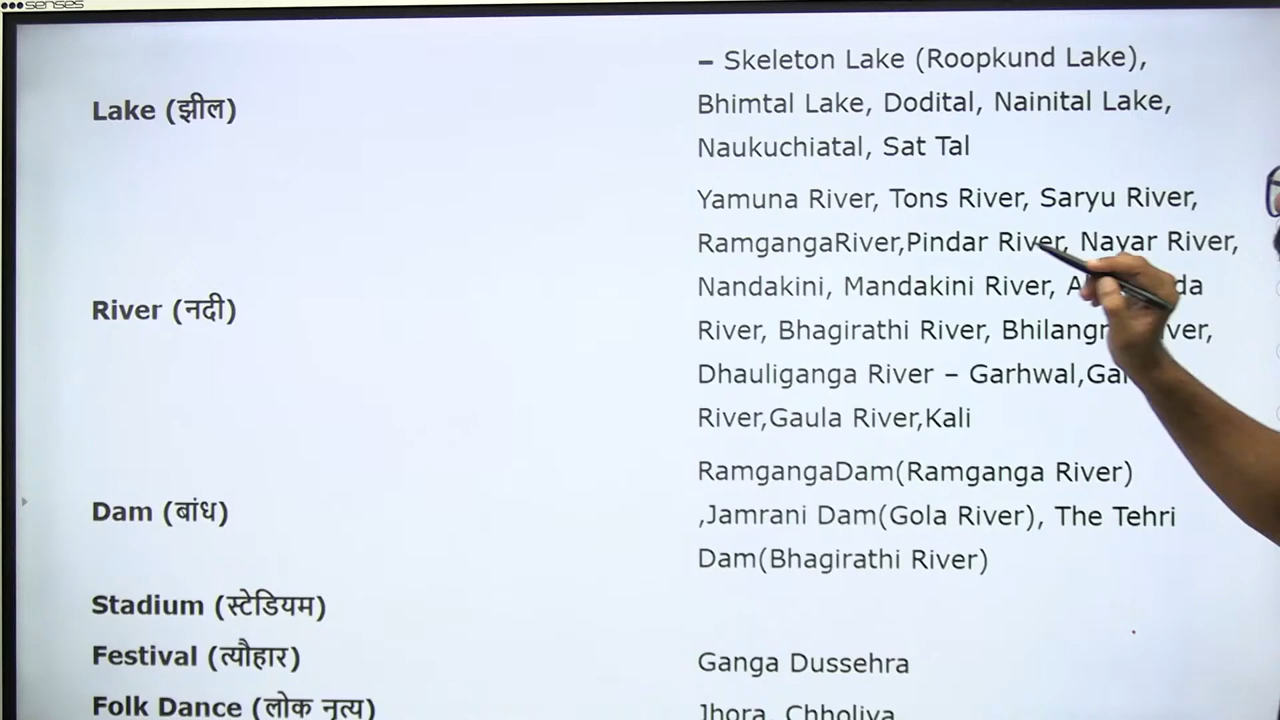 senses
– Skeleton Lake (Roopkund Lake),
Lake (झील)
Bhimtal Lake, Dodital, Nainital Lake,
Naukuchiatal, Sat Tal
Yamuna River, Tons River, Saryu River,
RamgangaRiver,Pindar River, Nayar River,
Nandakini, Mandakini River,
River (नदी)
River, Bhagirathi River,
Dhauliganga River – Garhwal,
River,Gaula River,Kali
RamgangaDam(Ramganga River)
Dam (बांध)
,Jamrani Dam(Gola River), The Tehri
Dam(Bhagirathi River)
Stadium (स्टेडियम)
Festival (त्यौहार)
Ganga Dussehra
Folk Dance (लोक नृत्य)
Jhora, Chholiya